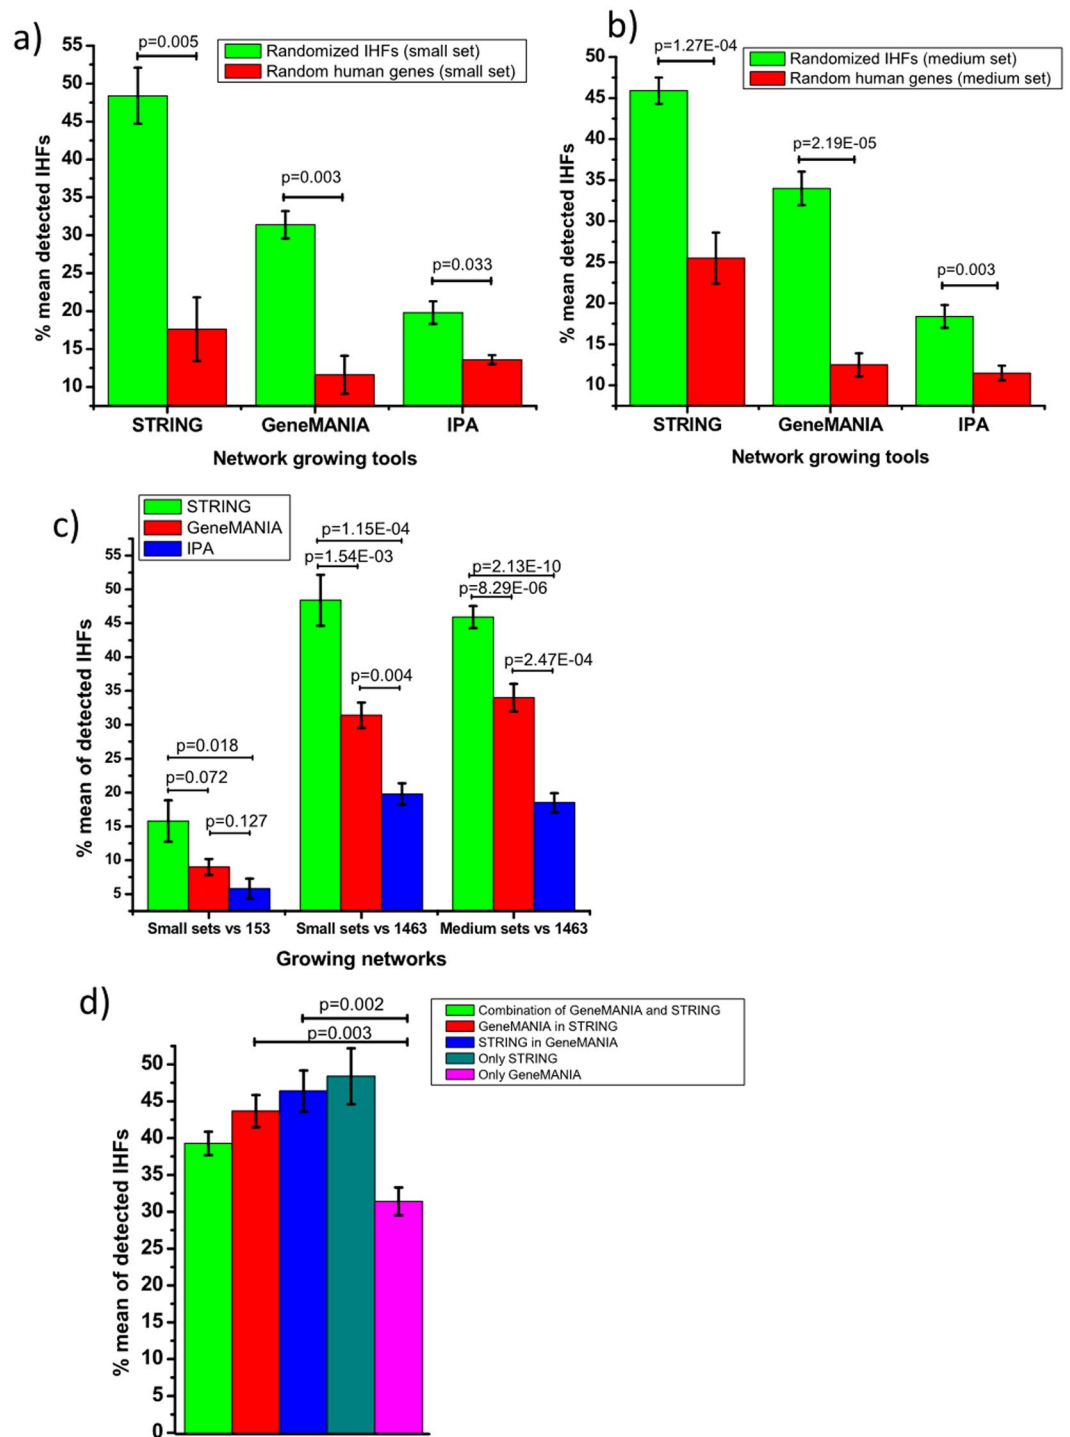 a)
p=0.005
Randomized IHFs (small set)
Random human genes (small set)
p=0.003
p=0.033
% mean detected IHFs
55
50
45
40
35
30
25
20
15
10
STRING GeneMANIA IPA
Network growing tools
b)
p=1.27E-04
Randomized IHFs (medium set)
Random human genes (medium set)
p=2.19E-05
p=0.003
% mean detected IHFs
50
45
40
35
30
25
20
15
10
STRING GeneMANIA IPA
Network growing tools
c)
STRING
GeneMANIA
IPA
p=1.15E-04
p=1.54E-03
p=0.004
p=2.13E-10
p=8.29E-06
p=2.47E-04
p=0.018
p=0.072
p=0.127
% mean of detected IHFs
55
50
45
40
35
30
25
20
15
10
5
Small sets vs 153 Small sets vs 1463 Medium sets vs 1463
Growing networks
d)
p=0.002
p=0.003
Combination of GeneMANIA and STRING
GeneMANIA in STRING
STRING in GeneMANIA
Only STRING
Only GeneMANIA
% mean of detected IHFs
50
45
40
35
30
25
20
15
10
5
0